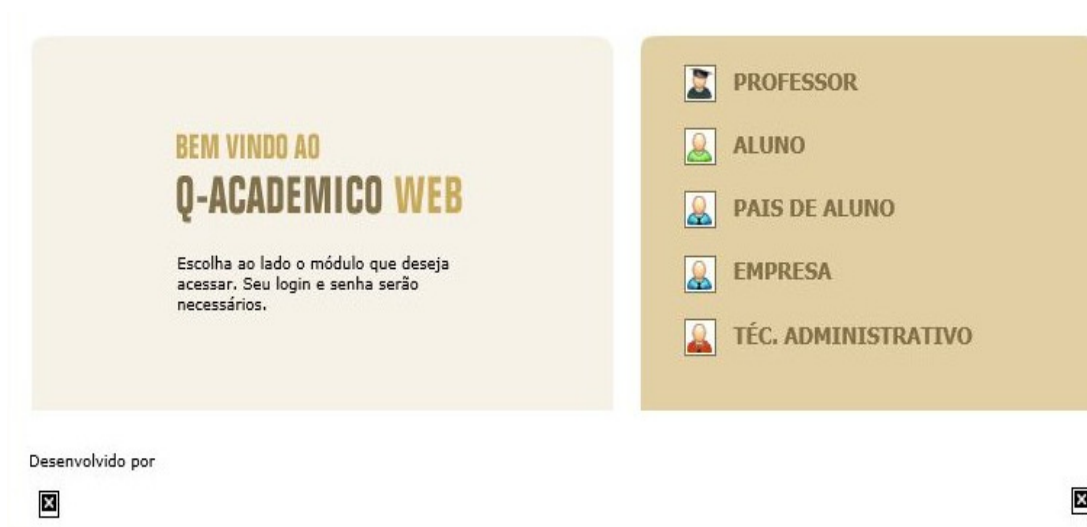 BEM VINDO AO
Q-ACADEMICO WEB
Escolha ao lado o módulo que deseja
acessar. Seu login e senha serão
necessários.
PROFESSOR
ALUNO
PAIS DE ALUNO
EMPRESA
TÉC. ADMINISTRATIVO
Desenvolvido por